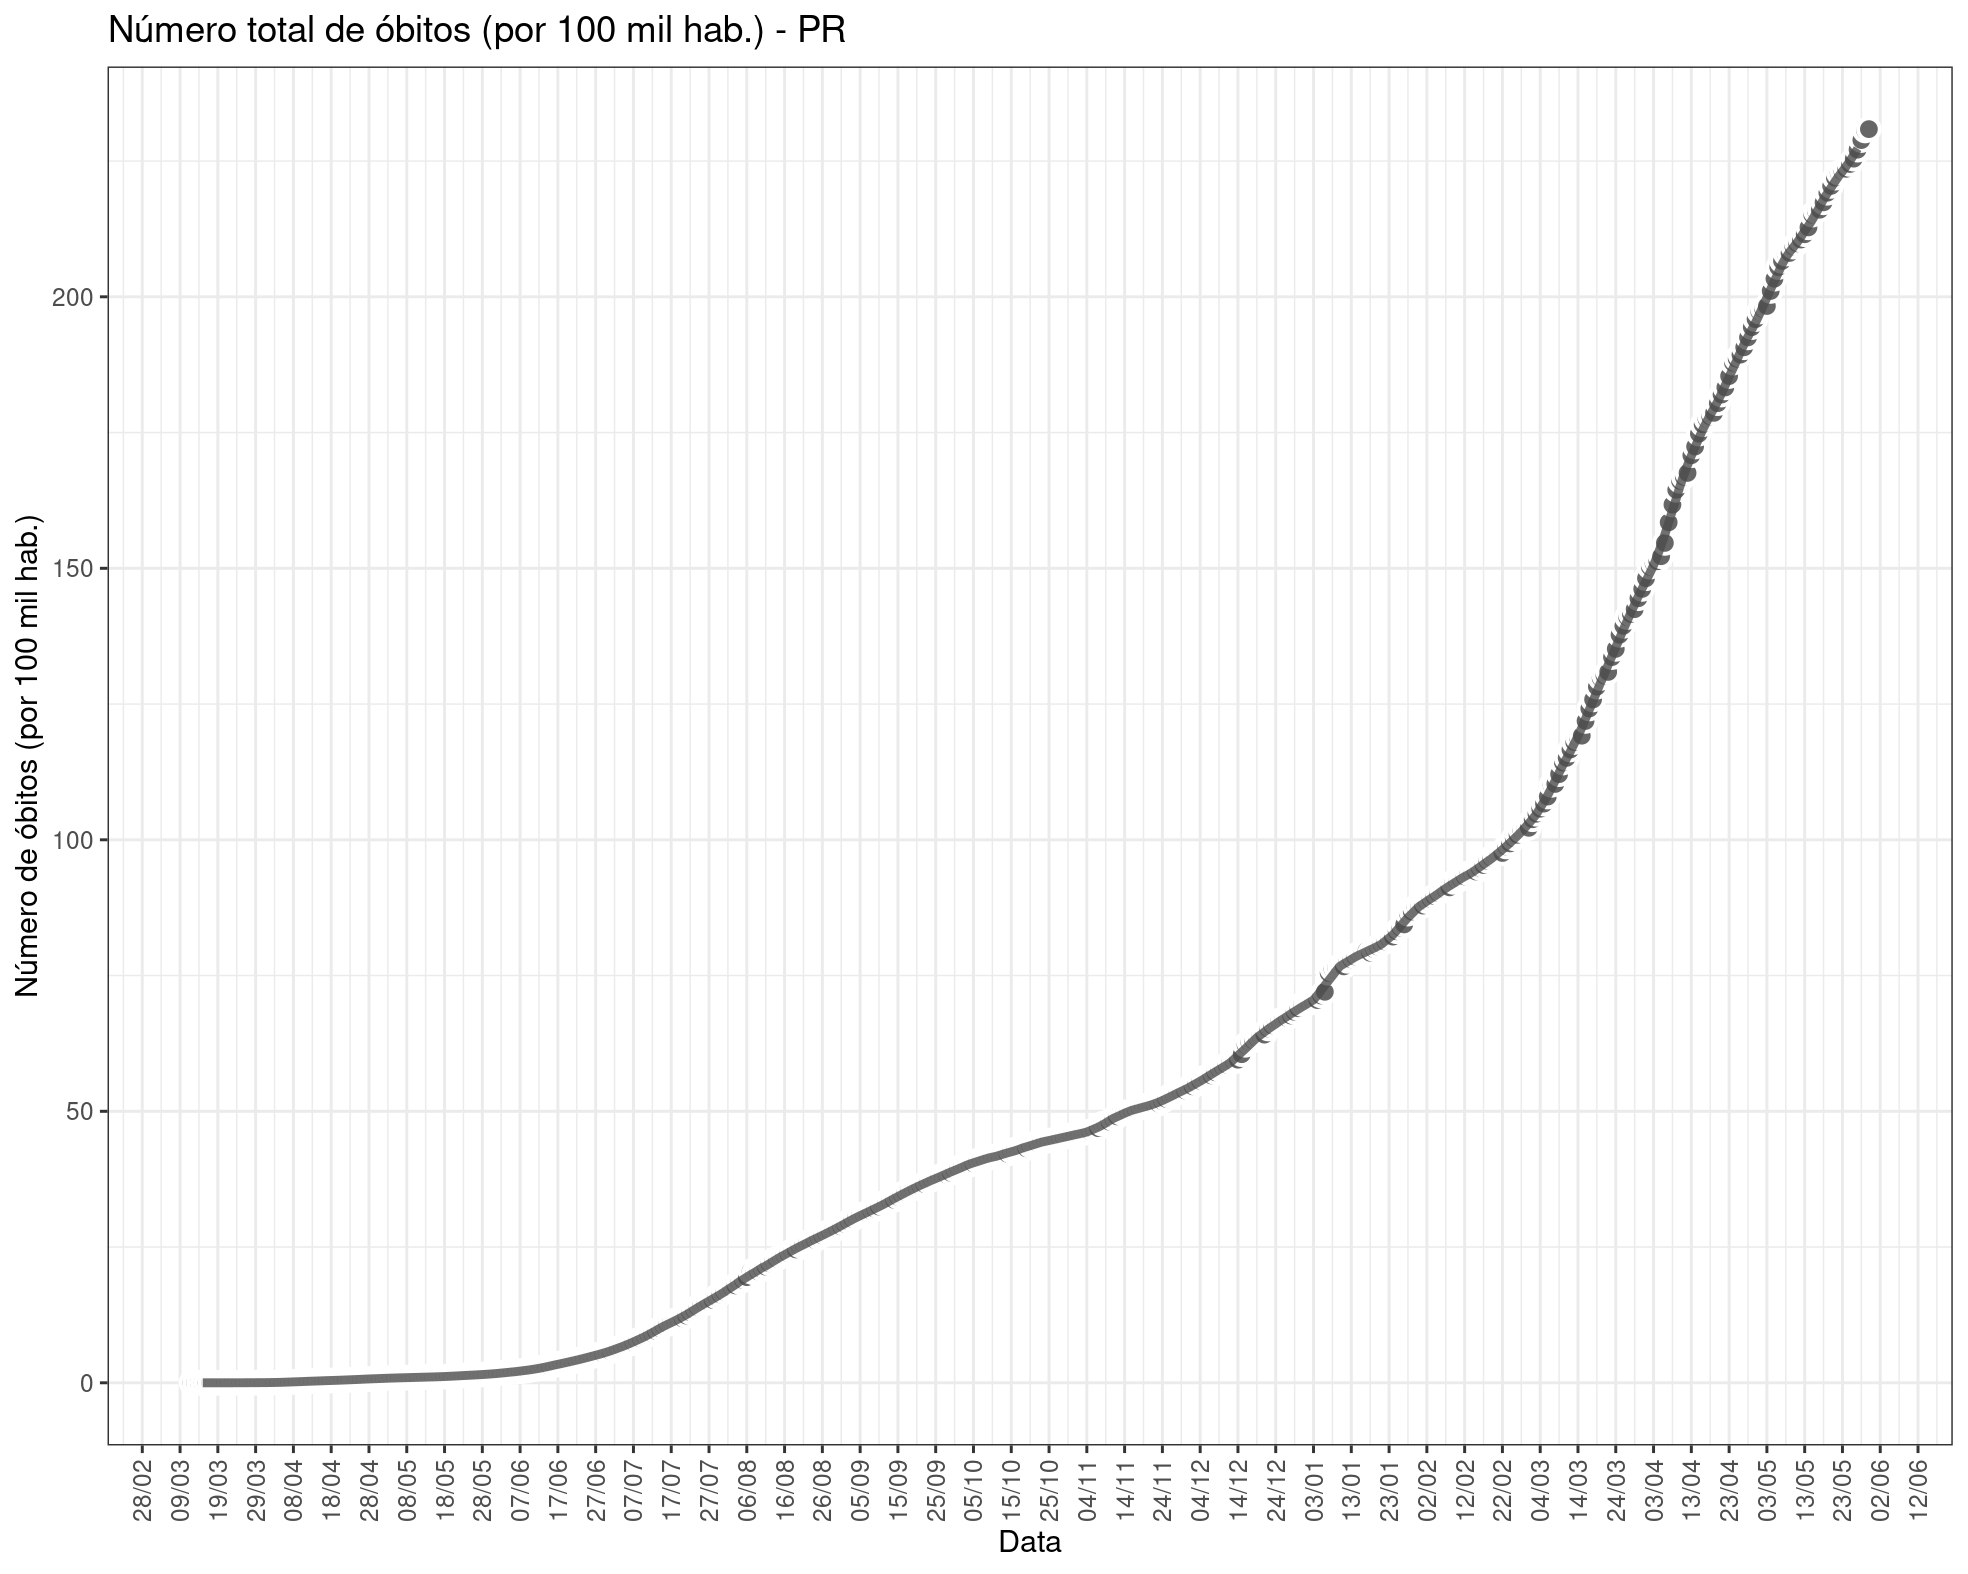 Número total de óbitos (por 100 mil hab.) - PR
Número de óbitos (por 100 mil hab.)
200
150
100
50
0
28/02 09/03 19/03 29/03 08/04 18/04 28/04 08/05 18/05 28/05 07/06 17/06 27/06 07/07 17/07 27/07 06/08 16/08 26/08 05/09 15/09 25/09 05/10 15/10 25/10 04/11 14/11 24/11 04/12 14/12 24/12 03/01 13/01 23/01 02/02 12/02 22/02 04/03 14/03 24/03 03/04 13/04 23/04 03/05 13/05 23/05 02/06 12/06
Data